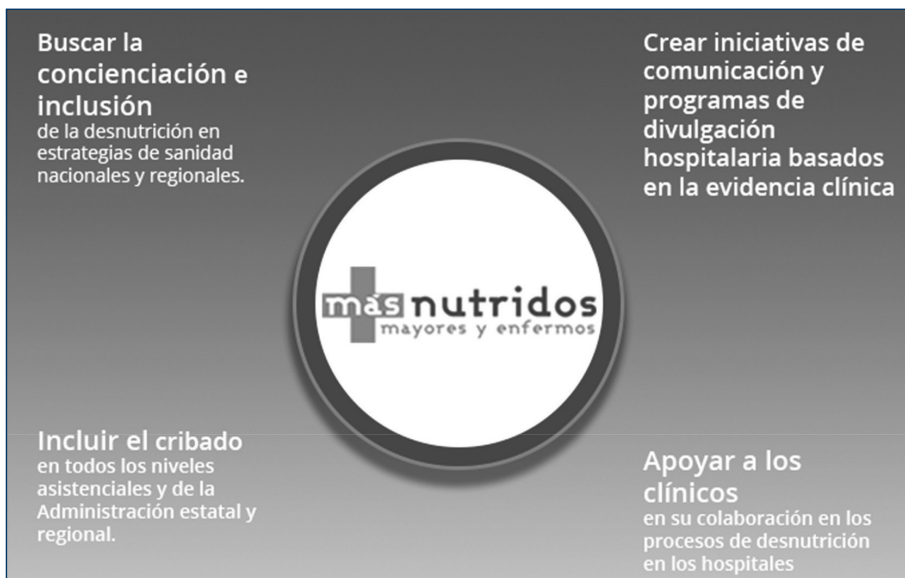 Buscar la
concienciación e
inclusión
de la desnutrición en
estrategias de sanidad
nacionales y regionales.
Crear iniciativas de
comunicación y
programas de
divulgación
hospitalaria basados
en la evidencia clínica
más nutridos
mayores y enfermos
Incluir el cribado
en todos los niveles
asistenciales y de la
Administración estatal y
regional.
Apoyar a los
clínicos
en su colaboración en los
procesos de desnutrición
en los hospitales